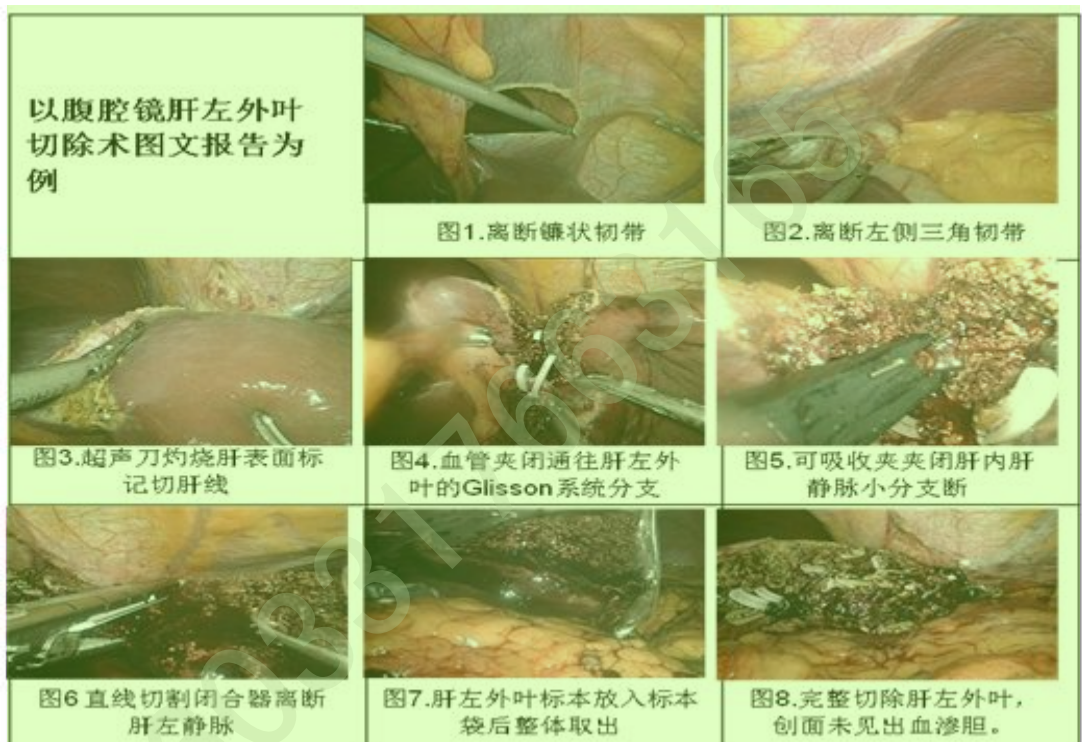 以腹腔镜肝左外叶
切除术图文报告为
例
图1.离断镰状韧带
图2.离断左侧三角韧带
图3.超声刀灼烧肝表面标
记切肝线
图4.血管夹闭通往肝左外
叶的Glisson系统分支
图5.可吸收夹夹闭肝内肝
静脉小分支断
图6 直线切割闭合器离断
肝左静脉
图7.肝左外叶标本放入标本
袋后整体取出
图8.完整切除肝左外叶，
创面未见出血渗胆。